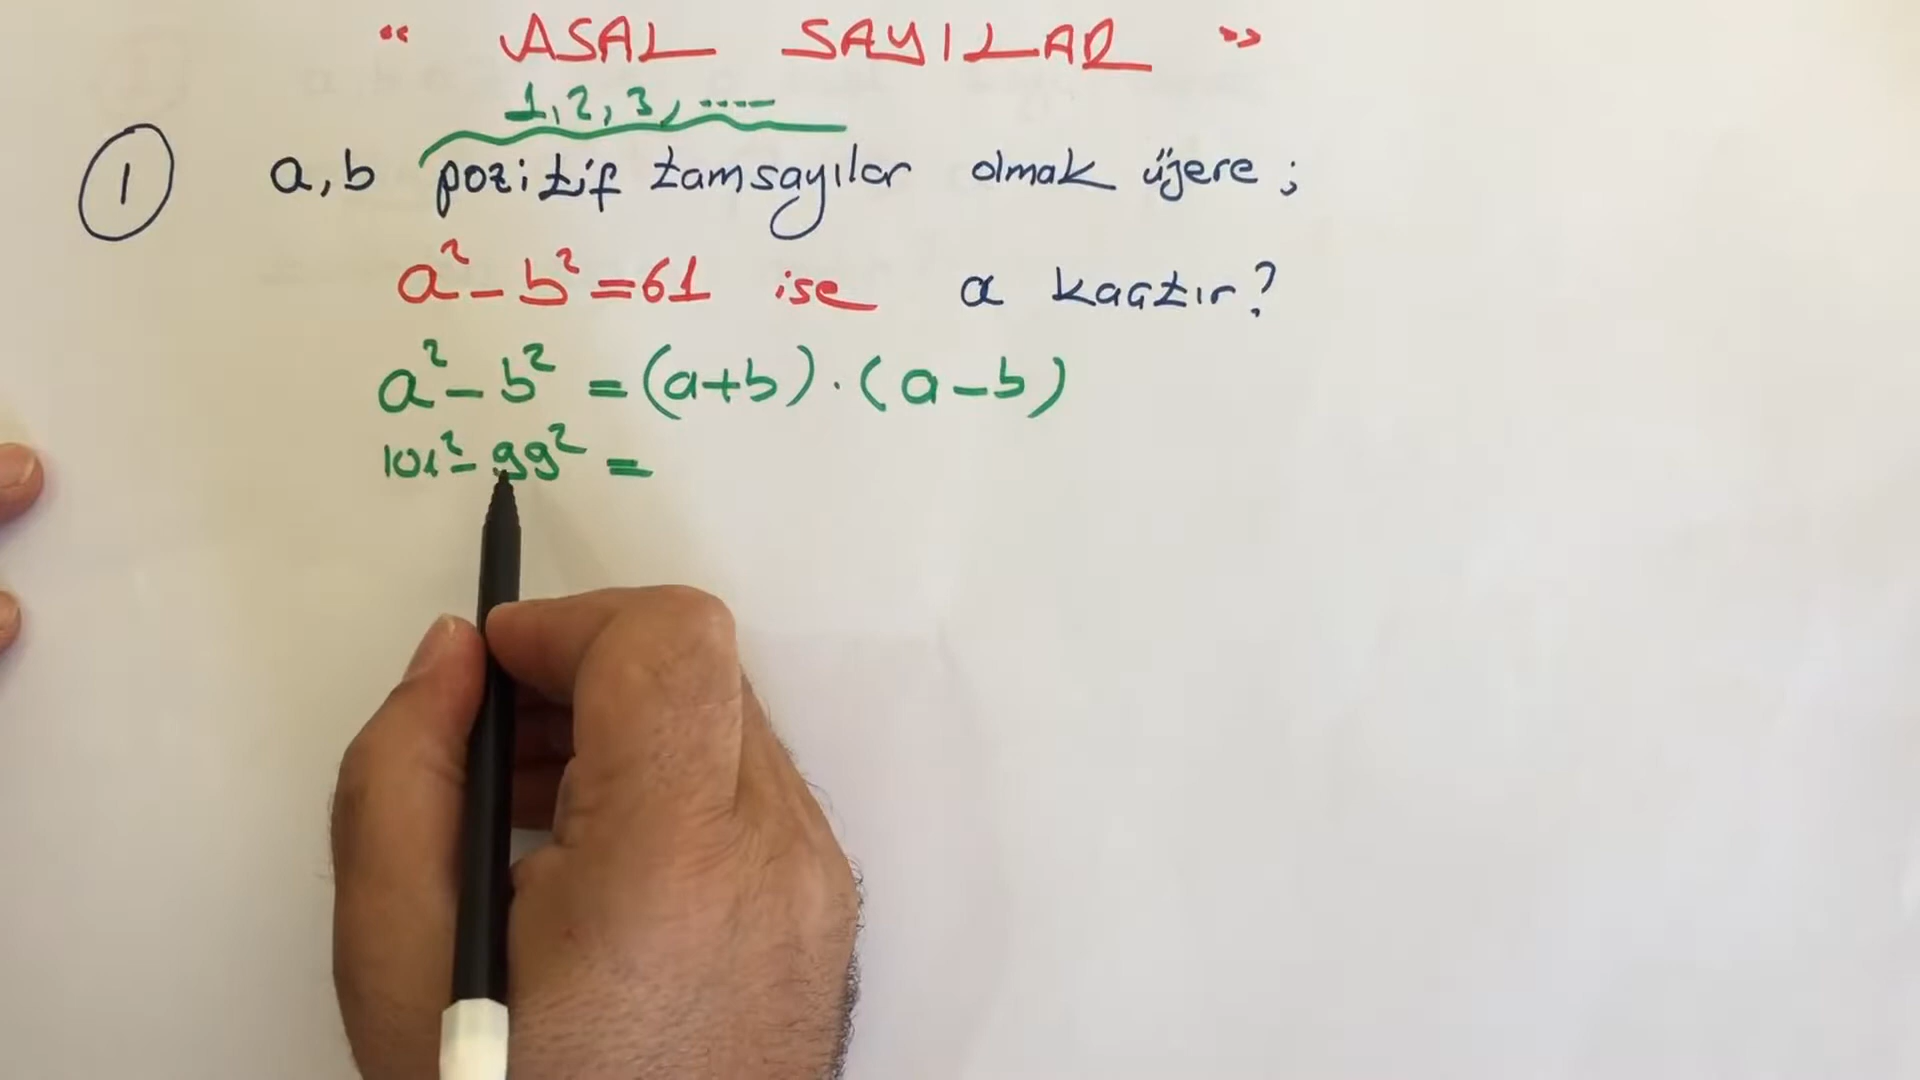 " ASAL SAYILAR "
1, 2, 3, ....
1 a, b pozitif tamsayılar olmak üzere ;
a² - b² = 61 ise a kaçtır?
a² - b² = (a+b) . (a-b)
101² - 99² =